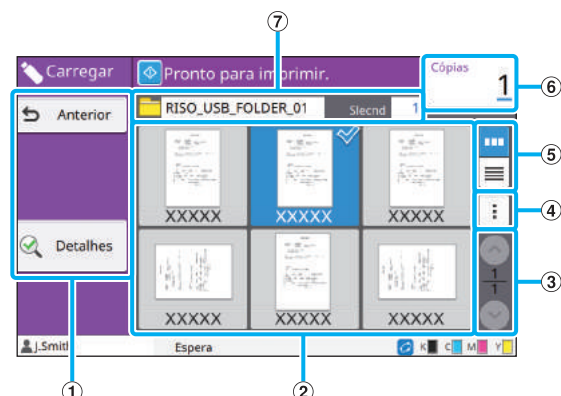 ⑦
Carregar
Pronto para imprimir.
Cópias
1
⑥
Anterior
RISO_USB_FOLDER_01
Slecnd
1
⑤
XXXXX
XXXXX
XXXXX
④
Detalhes
③
1
1
XXXXX
XXXXX
XXXXX
J.Smith
Espera
K
C
M
Y
①
②